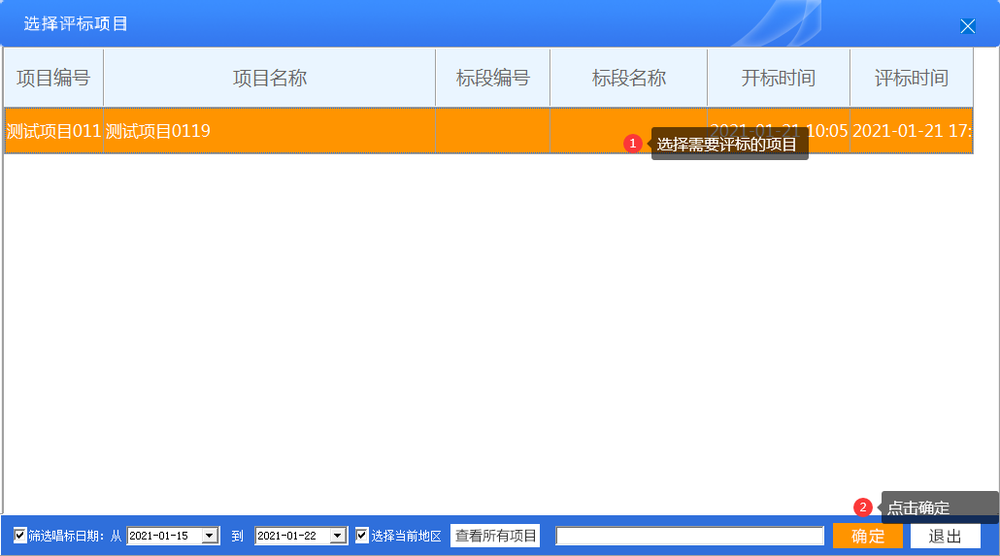 选择评标项目
项目编号 项目名称 标段编号 标段名称 开标时间 评标时间
测试项目011 测试项目0119 2021-01-21 10:05 2021-01-21 17:
1 选择需要评标的项目
2 点击确定
筛选唱标日期: 从 2021-01-15 到 2021-01-22 选择当前地区 查看所有项目 确定 退出